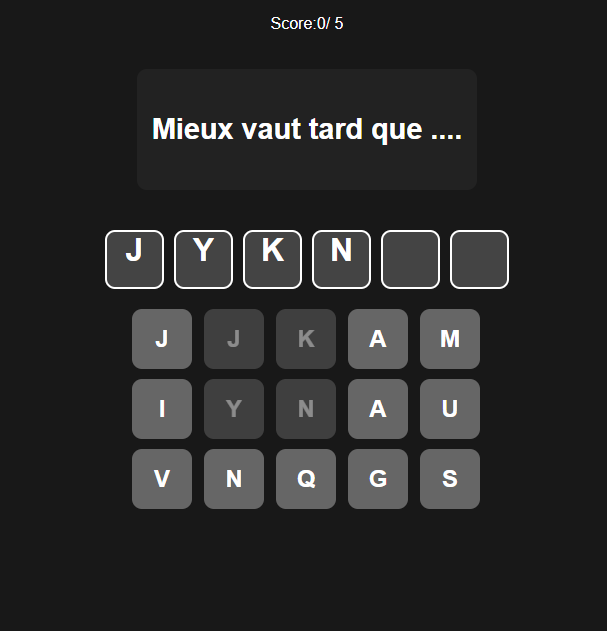 Score:0/ 5
Mieux vaut tard que ....
J Y K N
J J K A M
I Y N A U
V N Q G S